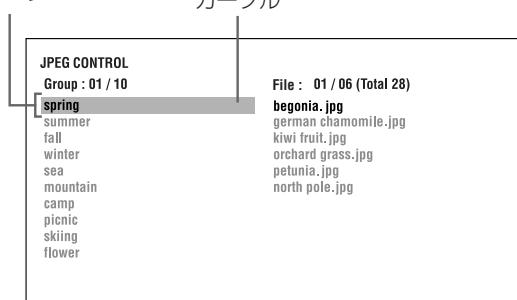 カーソル
JPEG CONTROL
Group : 01 / 10
File : 01 / 06 (Total 28)
spring
summer
fall
winter
sea
mountain
camp
picnic
skiing
flower
begonia. jpg
german chamomile.jpg
kiwi fruit. jpg
orchard grass.jpg
petunia. jpg
north pole.jpg